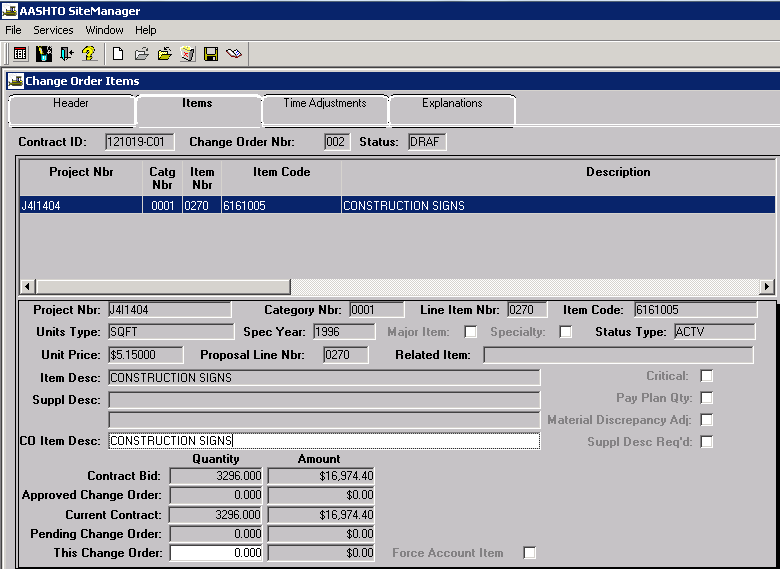 AASHTO SiteManager
File Services Window Help
Change Order Items
Header Items Time Adjustments Explanations
Contract ID: 121019-C01 Change Order Nbr: 002 Status: DRAF
Project Nbr Catg Nbr Item Nbr Item Code Description
J4I1404 0001 0270 6161005 CONSTRUCTION SIGNS
Project Nbr: J4I1404 Category Nbr: 0001 Line Item Nbr: 0270 Item Code: 6161005
Units Type: SQFT Spec Year: 1996 Major Item: Specialty: Status Type: ACTV
Unit Price: $5.15000 Proposal Line Nbr: 0270 Related Item:
Item Desc: CONSTRUCTION SIGNS Critical:
Suppl Desc: Pay Plan Qty:
Material Discrepancy Adj:
CO Item Desc: CONSTRUCTION SIGNS Suppl Desc Req'd:
Quantity Amount
Contract Bid: 3296.000 $16,974.40
Approved Change Order: 0.000 $0.00
Current Contract: 3296.000 $16,974.40
Pending Change Order: 0.000 $0.00
This Change Order: 0.000 $0.00 Force Account Item